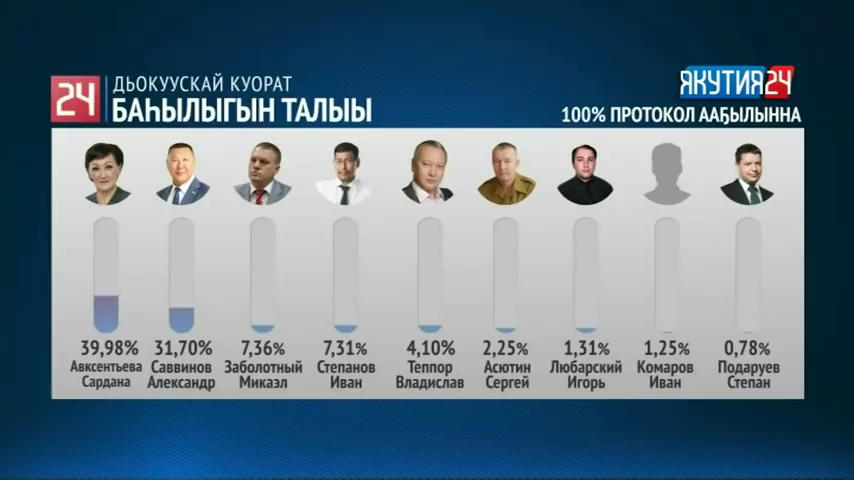 24
ДЬОКУУСКАЙ КУОРАТ
БАҺЫЛЫГЫН ТАЛЫЫ
ЯКУТИЯ24
100% ПРОТОКОЛ ААҔЫЛЫННА
39,98%
Авксентьева
Сардана
31,70%
Саввинов
Александр
7,36%
Заболотный
Микаэл
7,31%
Степанов
Иван
4,10%
Теппор
Владислав
2,25%
Асютин
Сергей
1,31%
Любарский
Игорь
1,25%
Комаров
Иван
0,78%
Подаруев
Степан